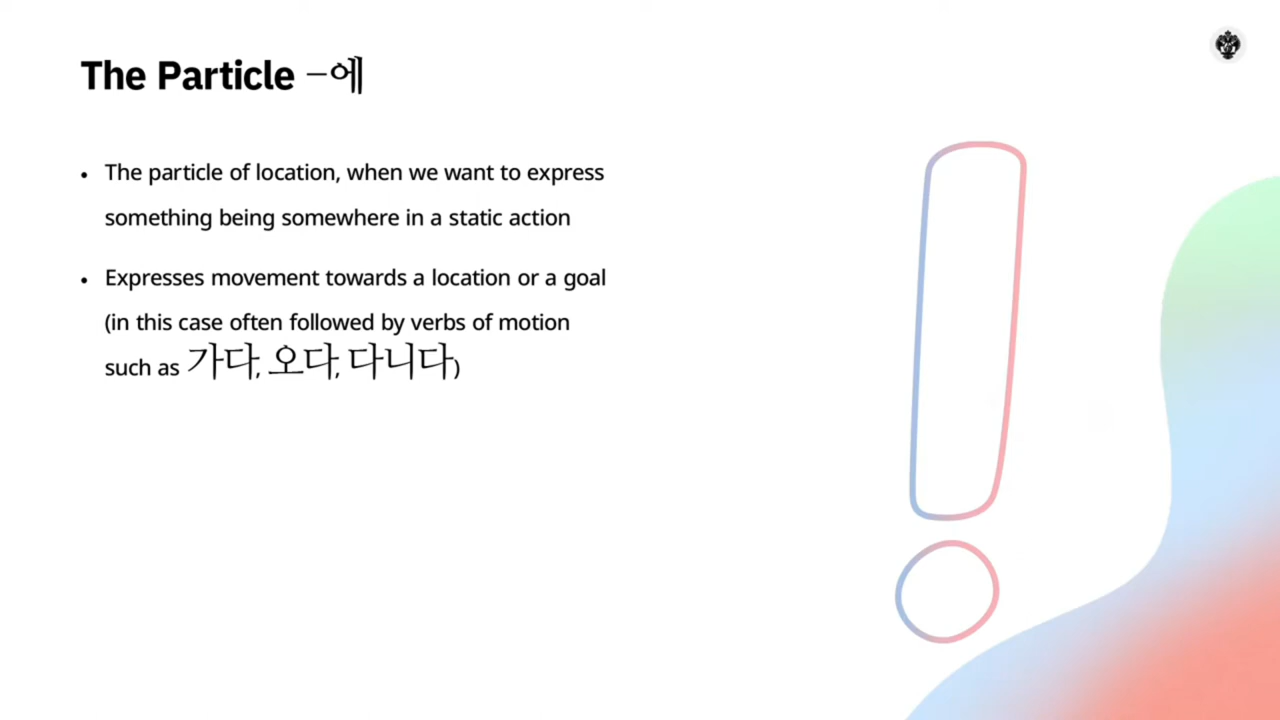 The Particle –에
• The particle of location, when we want to express
something being somewhere in a static action
• Expresses movement towards a location or a goal
(in this case often followed by verbs of motion
such as 가다, 오다, 다니다)